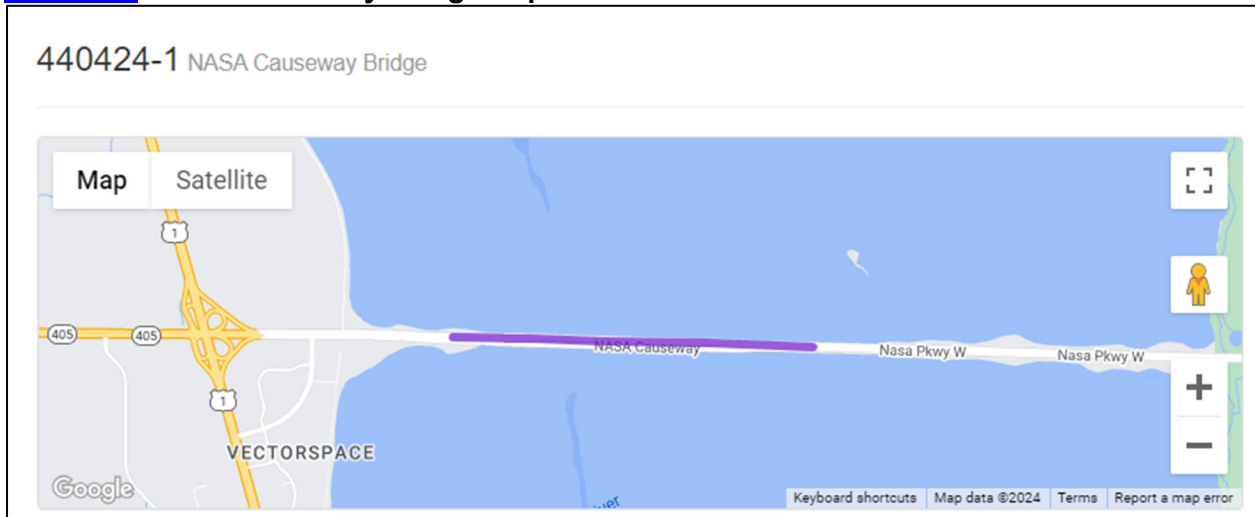 440424-1 NASA Causeway Bridge
Map Satellite
1
405 405
NASA Causeway
Nasa Pkwy W
Nasa Pkwy W
1
VECTORSPACE
Google
Keyboard shortcuts Map data ©2024 Terms Report a map error